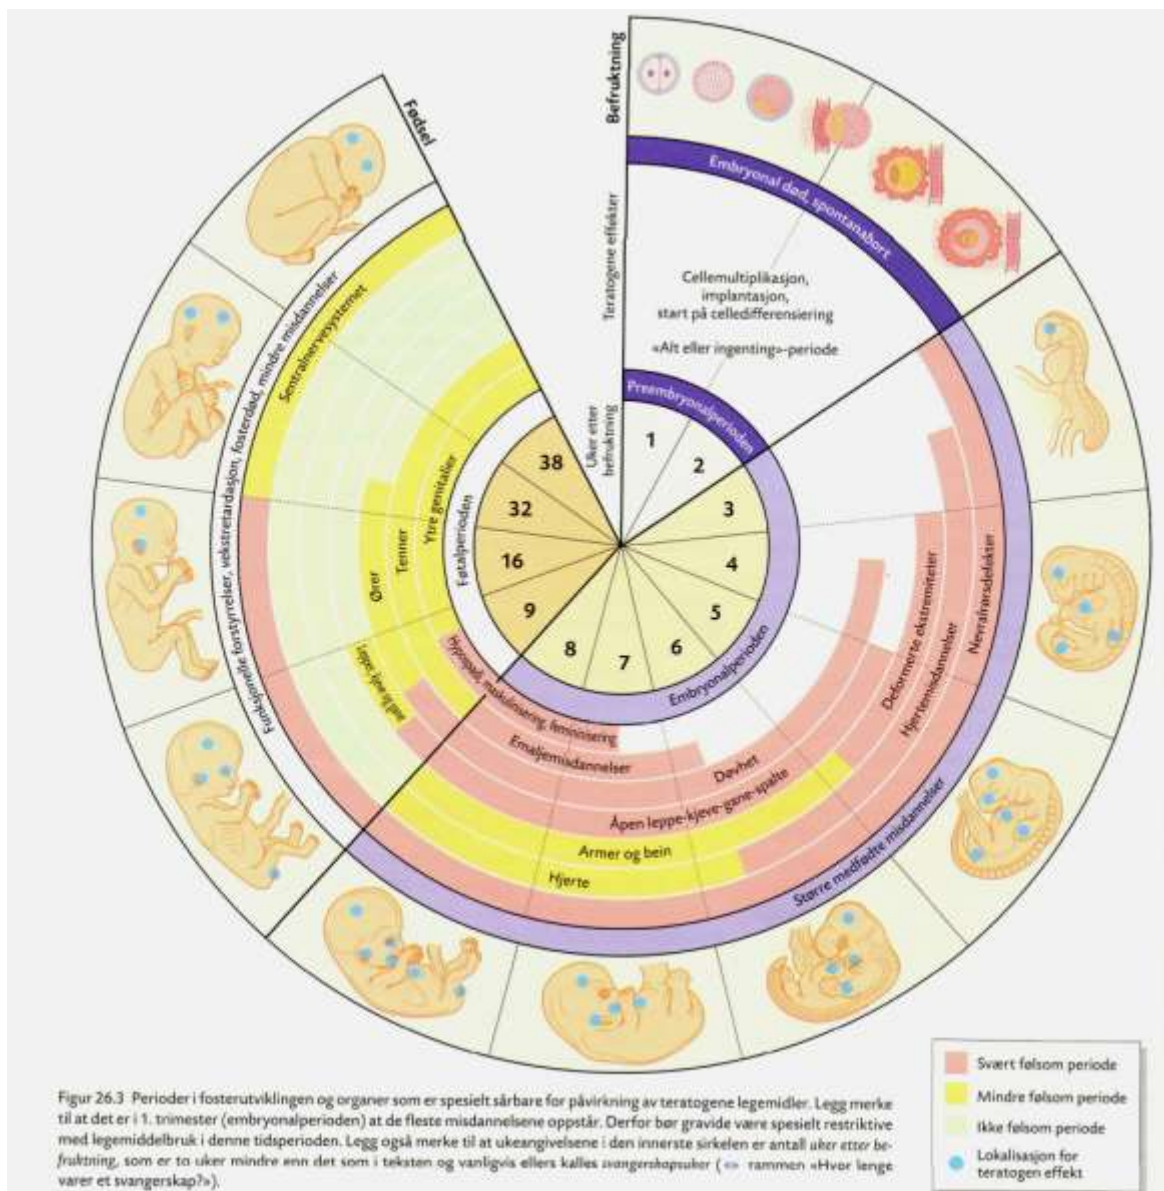 Befruktning
Fødsel
Teratogene effekter
Uker etter
befruktning
Embryonal død, spontanabort
Cellemultiplikasjon,
implantasjon,
start på celledifferensiering
«Alt eller ingenting»-periode
Preembryonalperioden
Embryonalperioden
Føtalperioden
1
2
3
4
5
6
7
8
9
16
32
38
Nevralrørsdefekter
Hjertemisdannelser
Deformerte ekstremiteter
Døvhet
Åpen leppe-kjeve-gane-spalte
Armer og bein
Hjerte
Emaljemisdannelser
Hypospadi, maskulinisering, feminisering
Større medfødte misdannelser
Funksjonelle forstyrrelser, vekstretardasjon, fosterdød, mindre misdannelser
Sentralnervesystemet
Ytre genitalier
Tenner
Ører
Svært følsom periode
Mindre følsom periode
Ikke følsom periode
Lokalisasjon for
teratogen effekt
Figur 26.3 Perioder i fosterutviklingen og organer som er spesielt sårbare for påvirkning av teratogene legemidler. Legg merke
til at det er i 1. trimester (embryonalperioden) at de fleste misdannelsene oppstår. Derfor bør gravide være spesielt restriktive
med legemiddelbruk i denne tidsperioden. Legg også merke til at ukeangivelsene i den innerste sirkelen er antall uker etter be-
fruktning, som er to uker mindre enn det som i teksten og vanligvis ellers kalles svangerskapsuker ( rammen «Hvor lenge
varer et svangerskap?»).